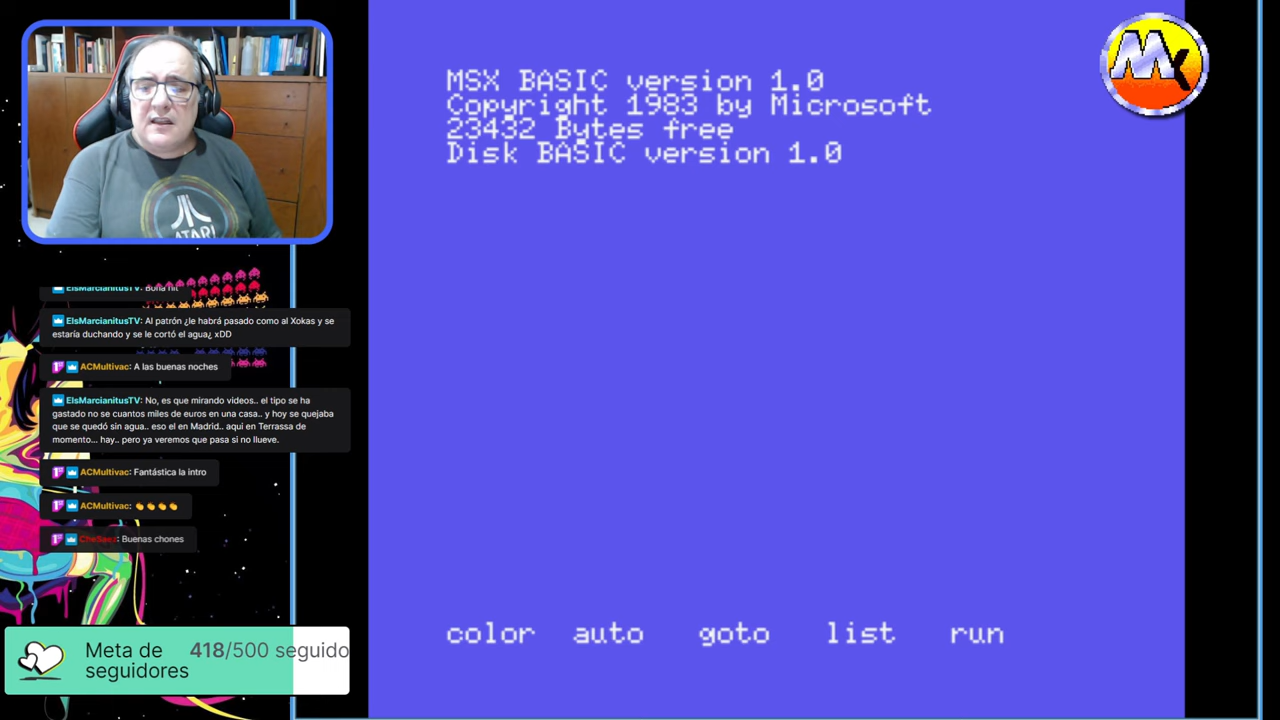 MSX BASIC version 1.0
Copyright 1983 by Microsoft
23432 Bytes free
Disk BASIC version 1.0
color auto goto list run
MX
ATARI
ElsMarcianitusTV: Bona nit
ElsMarcianitusTV: Al patrón ¿le habrá pasado como al Xokas y se
estaría duchando y se le cortó el agua¿ xDD
ACMultivac: A las buenas noches
ElsMarcianitusTV: No, es que mirando videos.. el tipo se ha
gastado no se cuantos miles de euros en una casa.. y hoy se quejaba
que se quedó sin agua.. eso el en Madrid.. aqui en Terrassa de
momento... hay.. pero ya veremos que pasa si no llueve.
ACMultivac: Fantástica la intro
ACMultivac: 👏👏👏👏
: Buenas chones
Meta de
seguidores
418/500 seguido